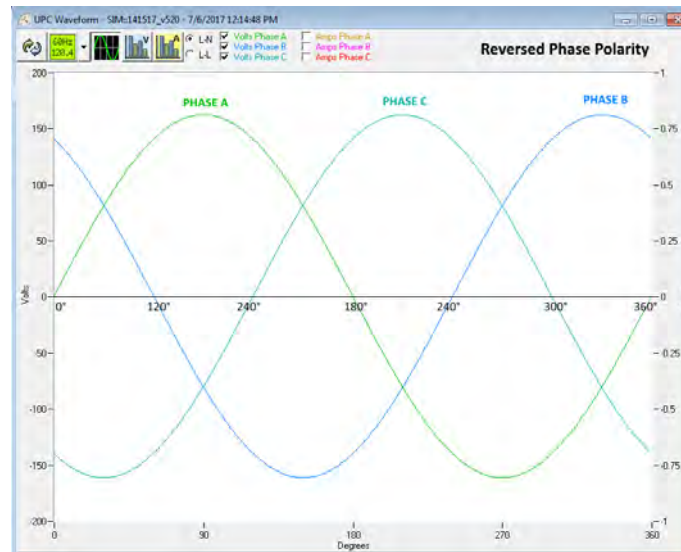 UPC Waveform - SIM=141517_v520 - 7/6/2017 12:14:48 PM
60Hz
120.4
V
A
L-N
L-L
Volts Phase A
Volts Phase B
Volts Phase C
Amps Phase A
Amps Phase B
Amps Phase C
Reversed Phase Polarity
200
1
PHASE A
PHASE C
PHASE B
150
0.75
100
0.5
50
0.25
Volts
0
0° 120° 240° 180° 240° 300° 360°
0
-50
0.25
-100
-0.5
-150
-0.75
-200
-1
0 90 180 270 360
Degrees